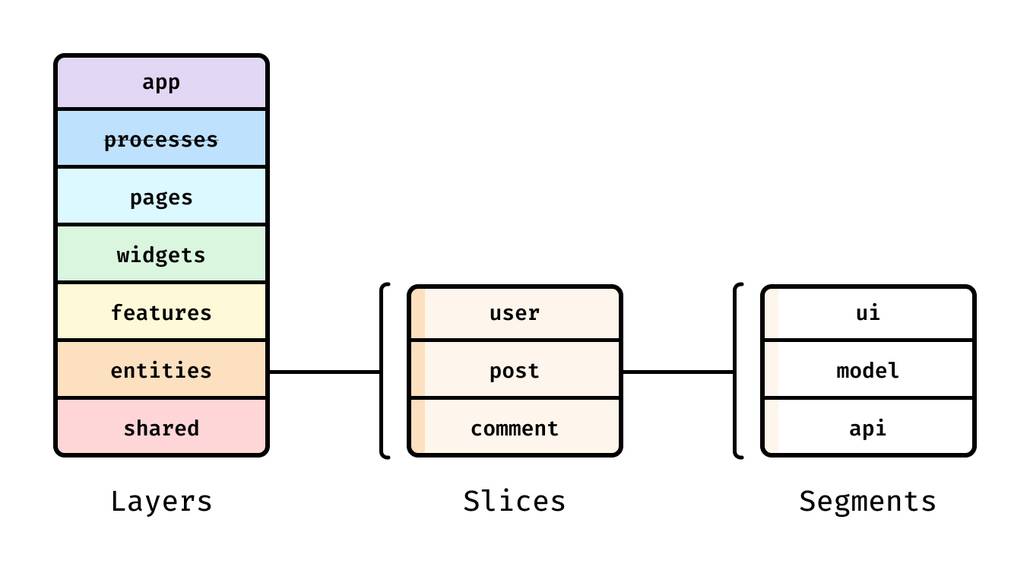 app
processes
pages
widgets
features
entities
shared
Layers
user
post
comment
Slices
ui
model
api
Segments